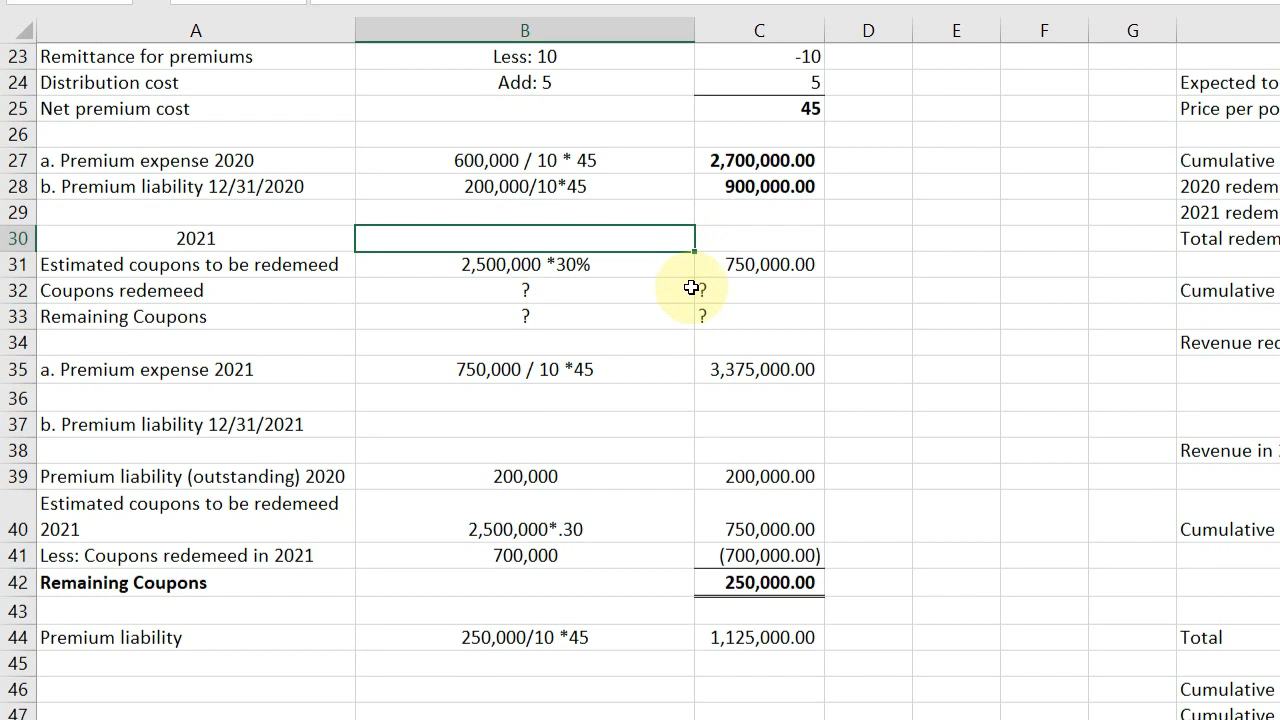 A B C D E F G
23 Remittance for premiums Less: 10 -10
24 Distribution cost Add: 5 5 Expected to
25 Net premium cost 45 Price per po
26
27 a. Premium expense 2020 600,000 / 10 * 45 2,700,000.00 Cumulative
28 b. Premium liability 12/31/2020 200,000/10*45 900,000.00 2020 redem
29 2021 redem
30 2021 Total redem
31 Estimated coupons to be redemeed 2,500,000 *30% 750,000.00
32 Coupons redemeed ? ? Cumulative
33 Remaining Coupons ? ?
34 Revenue rec
35 a. Premium expense 2021 750,000 / 10 *45 3,375,000.00
36
37 b. Premium liability 12/31/2021
38 Revenue in 2
39 Premium liability (outstanding) 2020 200,000 200,000.00
Estimated coupons to be redemeed
40 2021 2,500,000*.30 750,000.00 Cumulative
41 Less: Coupons redemeed in 2021 700,000 (700,000.00)
42 Remaining Coupons 250,000.00
43
44 Premium liability 250,000/10 *45 1,125,000.00 Total
45
46 Cumulative
47 Cumulative